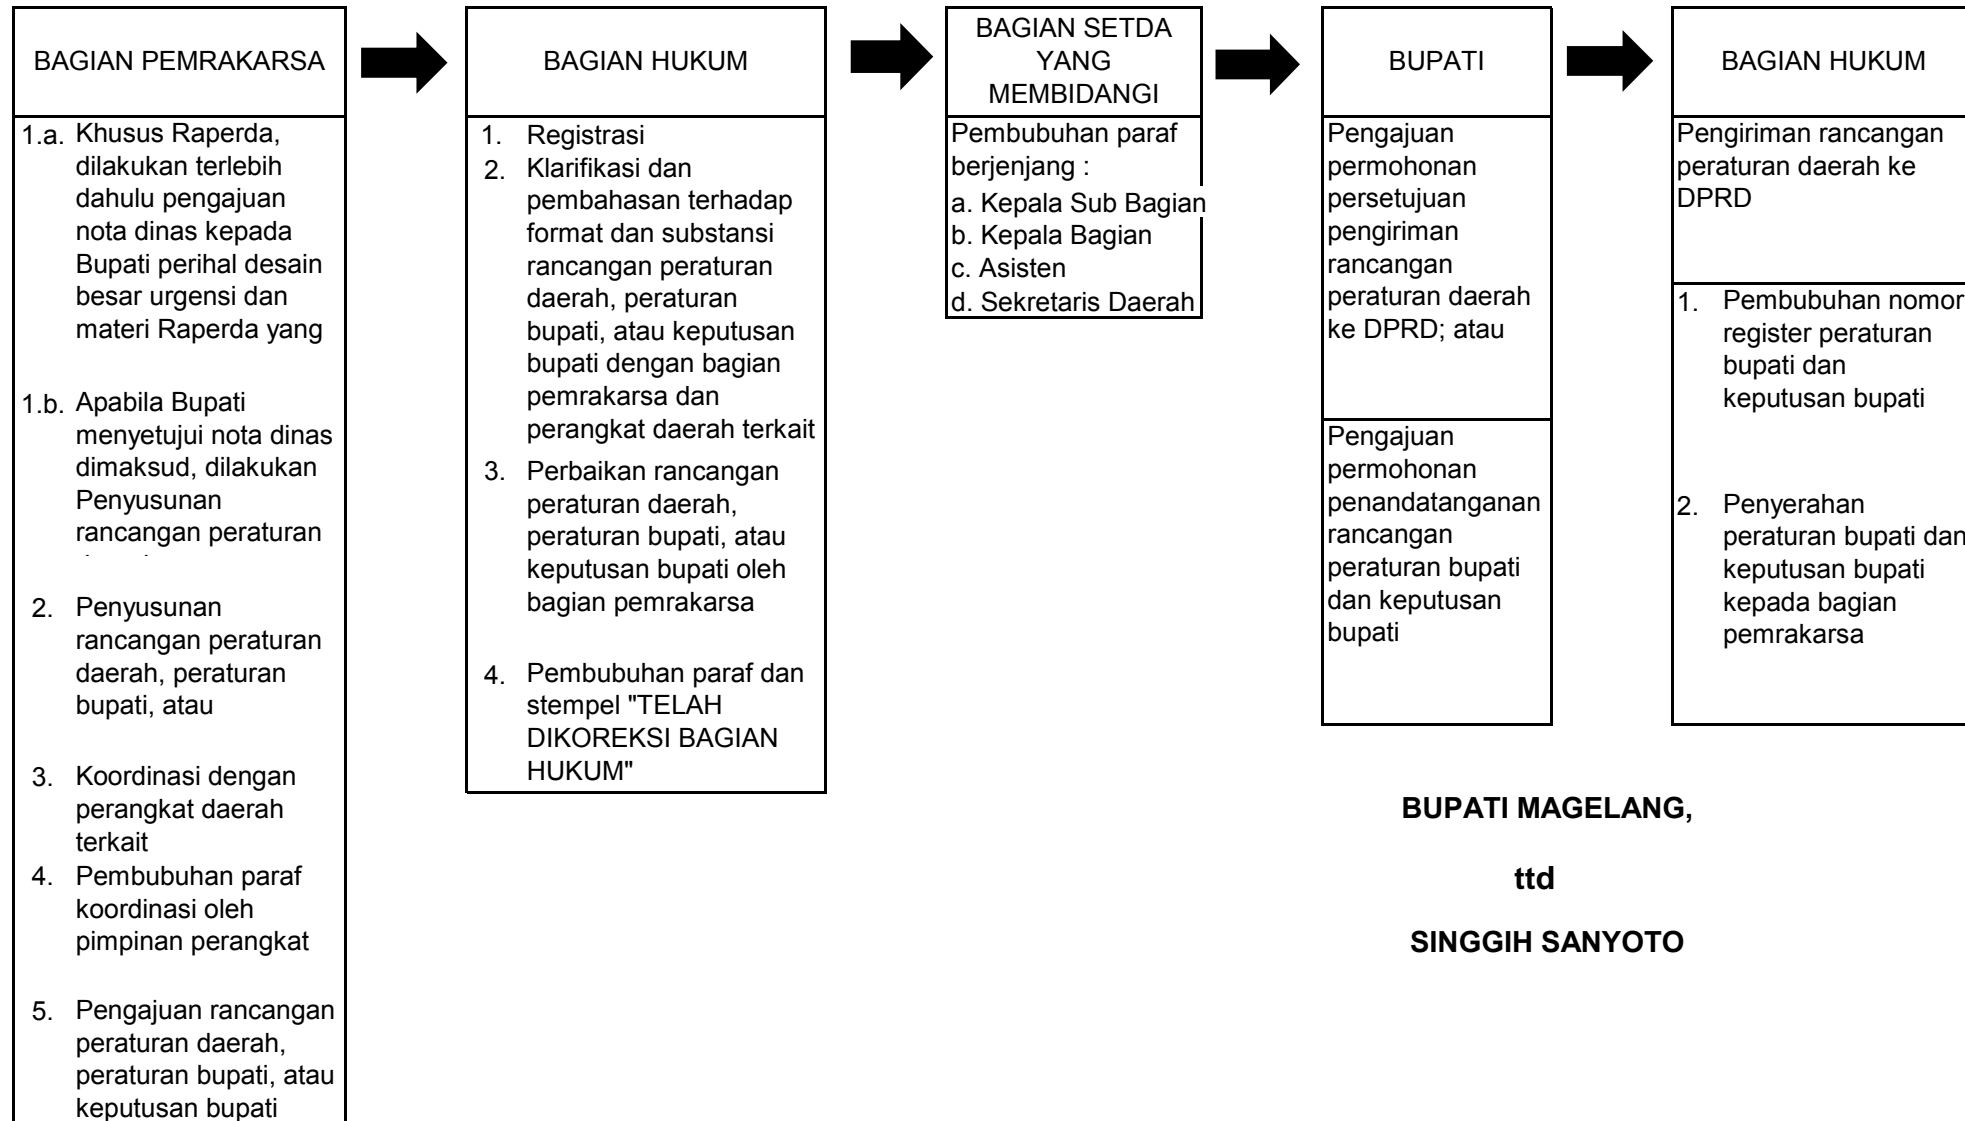 BAGIAN PEMRAKARSA
1.a. Khusus Raperda,
dilakukan terlebih
dahulu pengajuan
nota dinas kepada
Bupati perihal desain
besar urgensi dan
materi Raperda yang
1.b. Apabila Bupati
menyetujui nota dinas
dimaksud, dilakukan
Penyusunan
rancangan peraturan
2. Penyusunan
rancangan peraturan
daerah, peraturan
bupati, atau
3. Koordinasi dengan
perangkat daerah
terkait
4. Pembubuhan paraf
koordinasi oleh
pimpinan perangkat
5. Pengajuan rancangan
peraturan daerah,
peraturan bupati, atau
keputusan bupati
BAGIAN HUKUM
1. Registrasi
2. Klarifikasi dan
pembahasan terhadap
format dan substansi
rancangan peraturan
daerah, peraturan
bupati, atau keputusan
bupati dengan bagian
pemrakarsa dan
perangkat daerah terkait
3. Perbaikan rancangan
peraturan daerah,
peraturan bupati, atau
keputusan bupati oleh
bagian pemrakarsa
4. Pembubuhan paraf dan
stempel "TELAH
DIKOREKSI BAGIAN
HUKUM"
BAGIAN SETDA
YANG
MEMBIDANGI
Pembubuhan paraf
berjenjang :
a. Kepala Sub Bagian
b. Kepala Bagian
c. Asisten
d. Sekretaris Daerah
BUPATI
Pengajuan
permohonan
persetujuan
pengiriman
rancangan
peraturan daerah
ke DPRD; atau
Pengajuan
permohonan
penandatanganan
rancangan
peraturan bupati
dan keputusan
bupati
BAGIAN HUKUM
Pengiriman rancangan
peraturan daerah ke
DPRD
1. Pembubuhan nomor
register peraturan
bupati dan
keputusan bupati
2. Penyerahan
peraturan bupati dan
keputusan bupati
kepada bagian
pemrakarsa
BUPATI MAGELANG,
ttd
SINGGIH SANYOTO